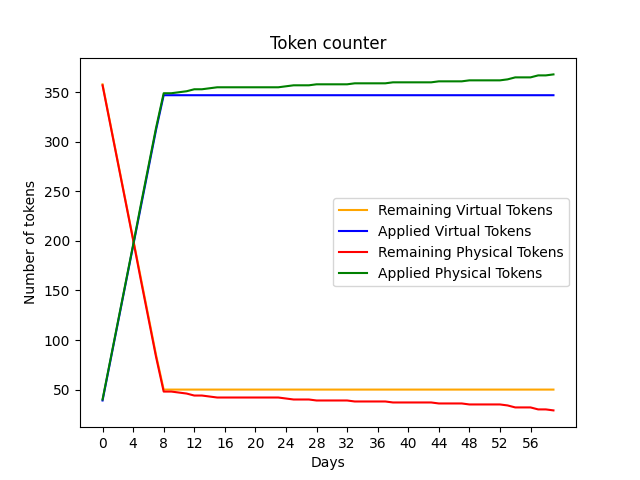 Token counter
Number of tokens
350
300
250
200
150
100
50
Remaining Virtual Tokens
Applied Virtual Tokens
Remaining Physical Tokens
Applied Physical Tokens
0 4 8 12 16 20 24 28 32 36 40 44 48 52 56
Days